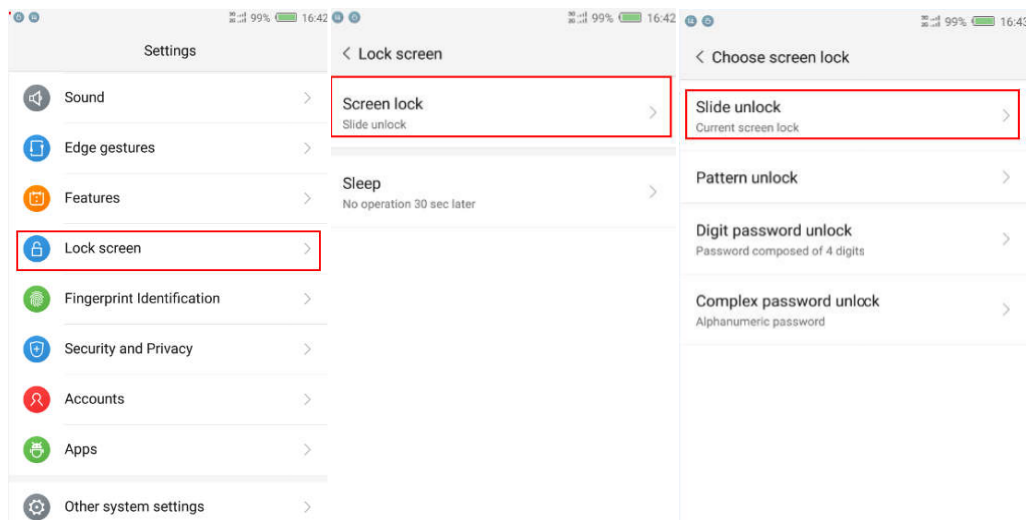 99% 16:42
Settings
Sound
Edge gestures
Features
Lock screen
Fingerprint Identification
Security and Privacy
Accounts
Apps
Other system settings
99% 16:42
< Lock screen
Screen lock
Slide unlock
Sleep
No operation 30 sec later
99% 16:43
< Choose screen lock
Slide unlock
Current screen lock
Pattern unlock
Digit password unlock
Password composed of 4 digits
Complex password unlock
Alphanumeric password